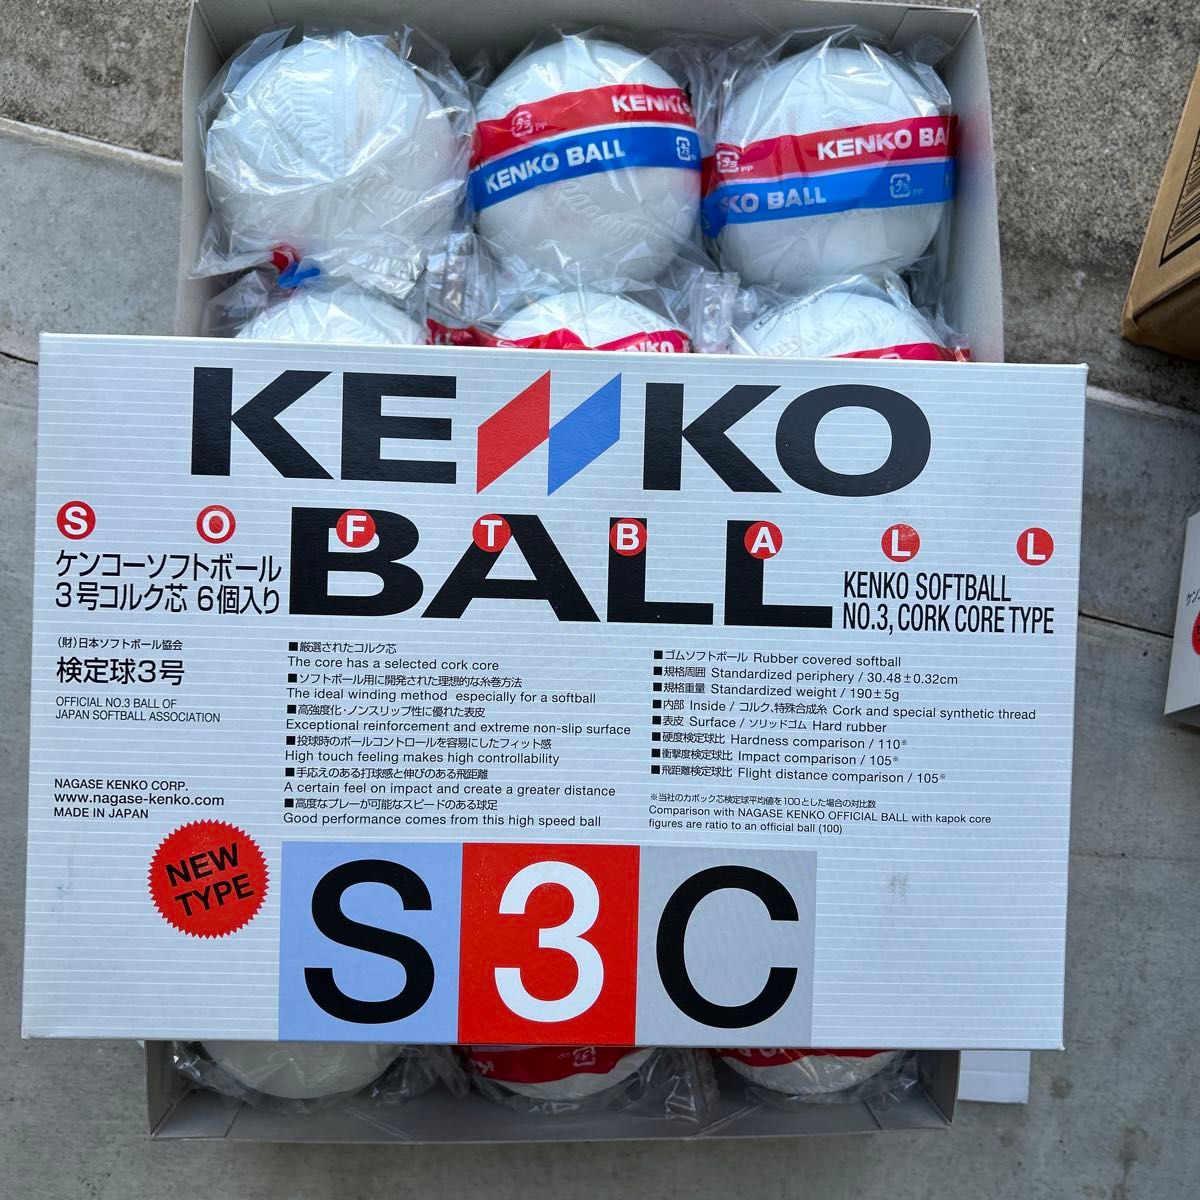 KENKO
PP
KENKO BALL
KENKO BA
PP
KO BALL
PP
KENKO
KENKO
SOFTBALL
BALL
ケンコーソフトボール
3号コルク芯 6個入り
KENKO SOFTBALL
NO.3, CORK CORE TYPE
(財)日本ソフトボール協会
検定球3号
OFFICIAL NO.3 BALL OF
JAPAN SOFTBALL ASSOCIATION
NAGASE KENKO CORP.
www.nagase-kenko.com
MADE IN JAPAN
■厳選されたコルク芯
The core has a selected cork core
■ソフトボール用に開発された理想的な糸巻方法
The ideal winding method especially for a softball
■高強度化・ノンスリップ性に優れた表皮
Exceptional reinforcement and extreme non-slip surface
■投球時のボールコントロールを容易にしたフィット感
High touch feeling makes high controllability
■手応えのある打球感と伸びのある飛距離
A certain feel on impact and create a greater distance
■高度なプレーが可能なスピードのある球足
Good performance comes from this high speed ball
■ゴムソフトボール Rubber covered softball
■規格周囲 Standardized periphery / 30.48±0.32cm
■規格重量 Standardized weight / 190±5g
■内部 Inside / コルク、特殊合成糸 Cork and special synthetic thread
■表皮 Surface / ソリッドゴム Hard rubber
■硬度検定球比 Hardness comparison / 110※
■衝撃度検定球比 Impact comparison / 105※
■飛距離検定球比 Flight distance comparison / 105※
※当社のカポック芯検定球平均値を100とした場合の対比数
Comparison with NAGASE KENKO OFFICIAL BALL with kapok core
figures are ratio to an official ball (100)
NEW
TYPE
S3C